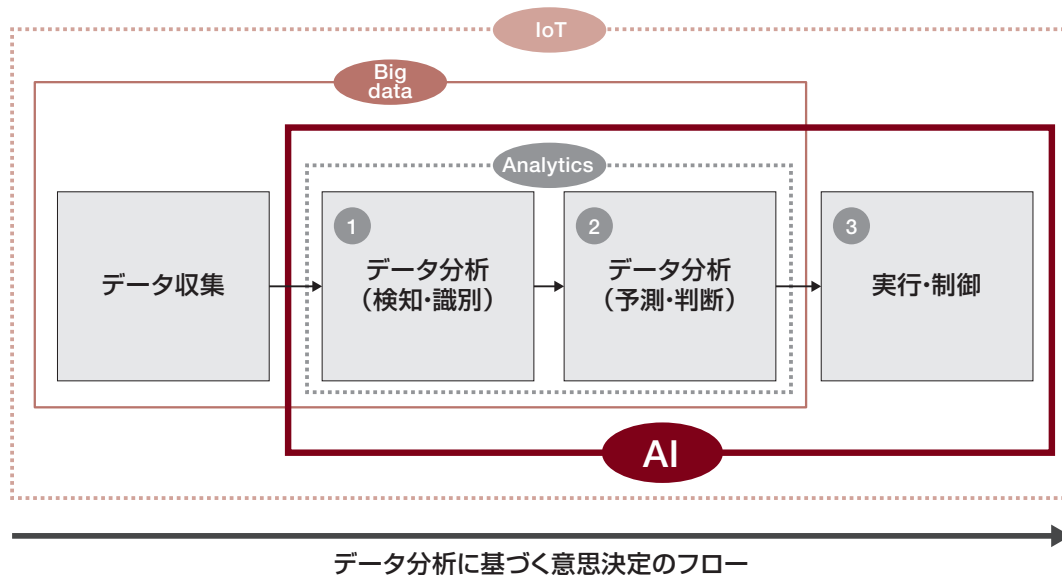 IoT
Big
data
Analytics
データ収集
1
データ分析
（検知・識別）
2
データ分析
（予測・判断）
3
実行・制御
AI
データ分析に基づく意思決定のフロー